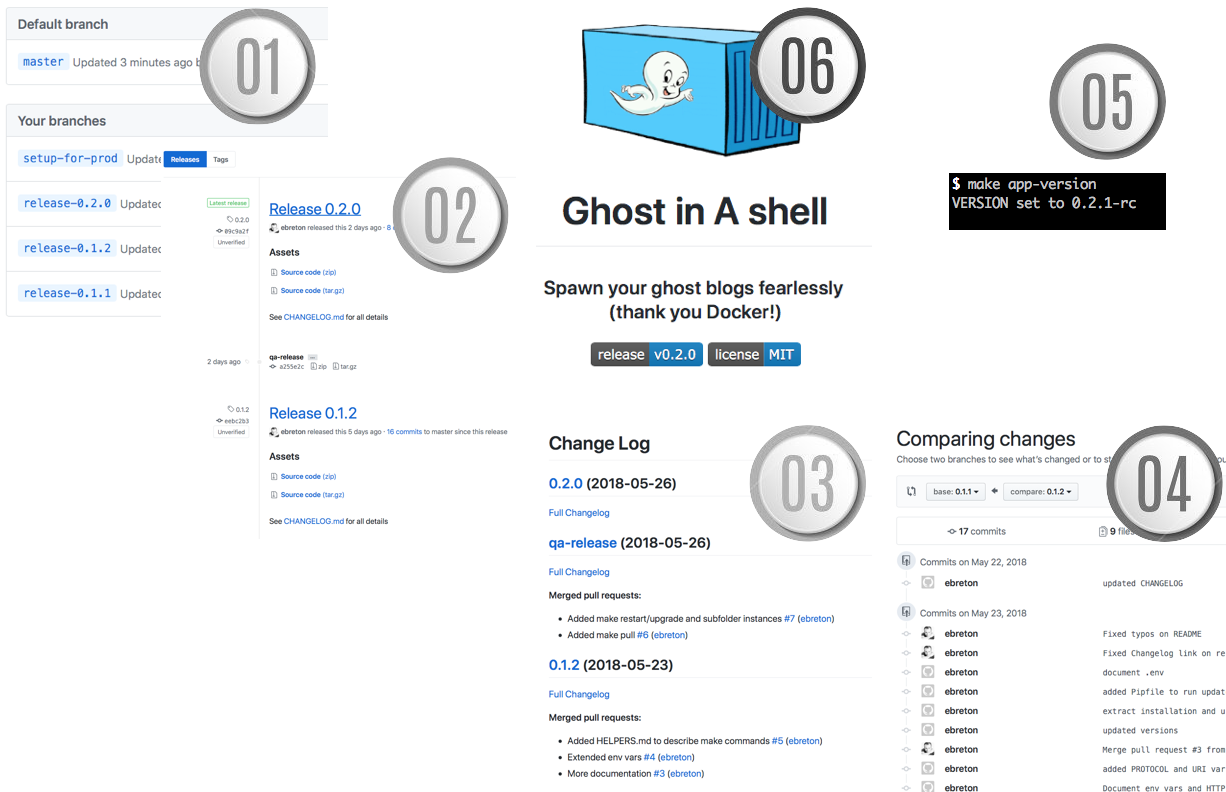 Default branch
master Updated 3 minutes ago
01
Your branches
setup-for-prod
release-0.2.0 Updated
release-0.1.2 Updated
release-0.1.1 Updated
Releases Tags
02
Latest release
0.2.0
89c9a2f
Unverified
Release 0.2.0
ebreton released this 2 days ago · 8
Assets
Source code (zip)
Source code (tar.gz)
See CHANGELOG.md for all details
2 days ago
qa-release
a255e2c zip tar.gz
0.1.2
eebc2b3
Unverified
Release 0.1.2
ebreton released this 5 days ago · 16 commits to master since this release
Assets
Source code (zip)
Source code (tar.gz)
See CHANGELOG.md for all details
06
Ghost in A shell
Spawn your ghost blogs fearlessly
(thank you Docker!)
release v0.2.0 license MIT
05
$ make app-version
VERSION set to 0.2.1-rc
03
Change Log
0.2.0 (2018-05-26)
Full Changelog
qa-release (2018-05-26)
Full Changelog
Merged pull requests:
• Added make restart/upgrade and subfolder instances #7 (ebreton)
• Added make pull #6 (ebreton)
0.1.2 (2018-05-23)
Full Changelog
Merged pull requests:
• Added HELPERS.md to describe make commands #5 (ebreton)
• Extended env vars #4 (ebreton)
• More documentation #3 (ebreton)
04
Comparing changes
Choose two branches to see what's changed or to
base: 0.1.1 compare: 0.1.2
17 commits 9 files
Commits on May 22, 2018
ebreton updated CHANGELOG
Commits on May 23, 2018
ebreton Fixed typos on README
ebreton Fixed Changelog link on re
ebreton document .env
ebreton added Pipfile to run updat
ebreton extract installation and u
ebreton updated versions
ebreton Merge pull request #3 from
ebreton added PROTOCOL and URI var
ebreton Document env vars and HTTP